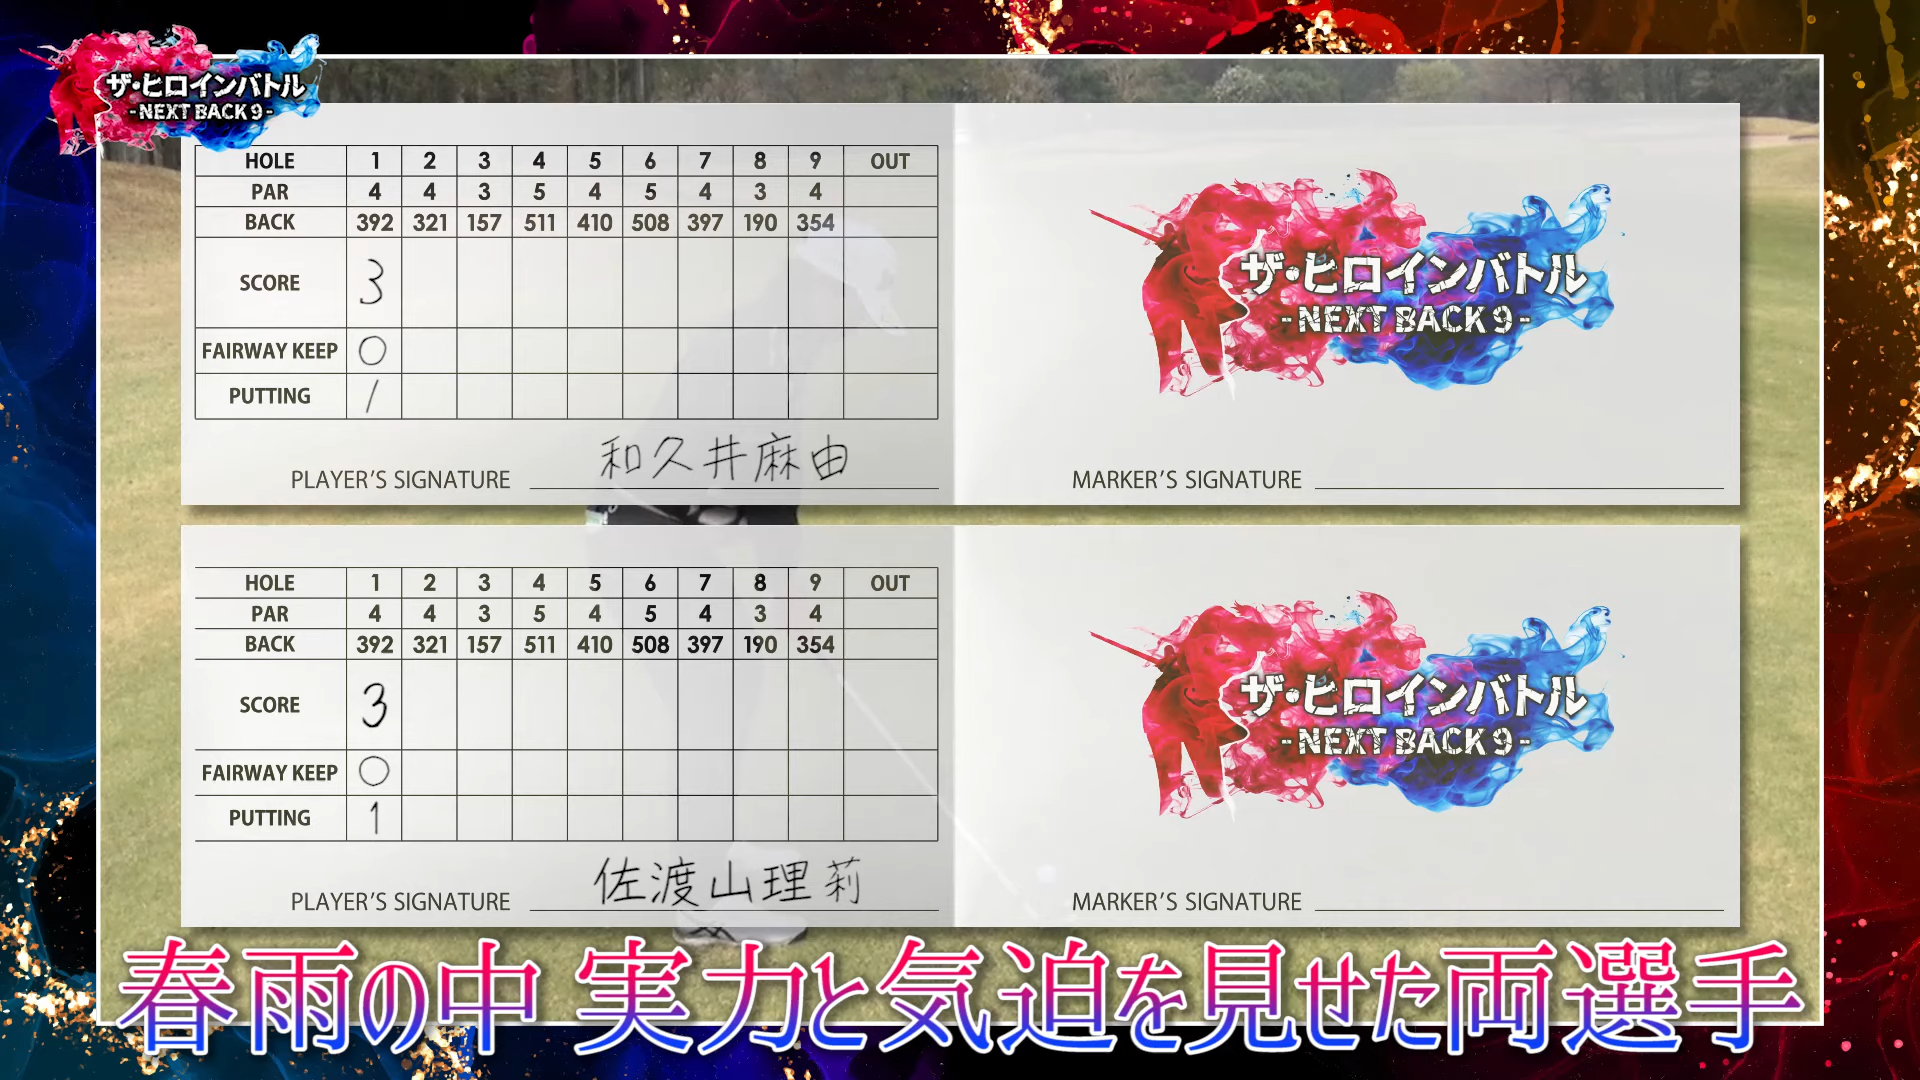 ザ・ヒロインバトル
-NEXT BACK 9-
HOLE 1 2 3 4 5 6 7 8 9 OUT
PAR 4 4 3 5 4 5 4 3 4
BACK 392 321 157 511 410 508 397 190 354
SCORE 3
FAIRWAY KEEP ○
PUTTING 1
PLAYER'S SIGNATURE 和久井麻由
ザ・ヒロインバトル
-NEXT BACK 9-
MARKER'S SIGNATURE
HOLE 1 2 3 4 5 6 7 8 9 OUT
PAR 4 4 3 5 4 5 4 3 4
BACK 392 321 157 511 410 508 397 190 354
SCORE 3
FAIRWAY KEEP ○
PUTTING 1
PLAYER'S SIGNATURE 佐渡山理莉
ザ・ヒロインバトル
-NEXT BACK 9-
MARKER'S SIGNATURE
春雨の中 実力と気迫を見せた両選手